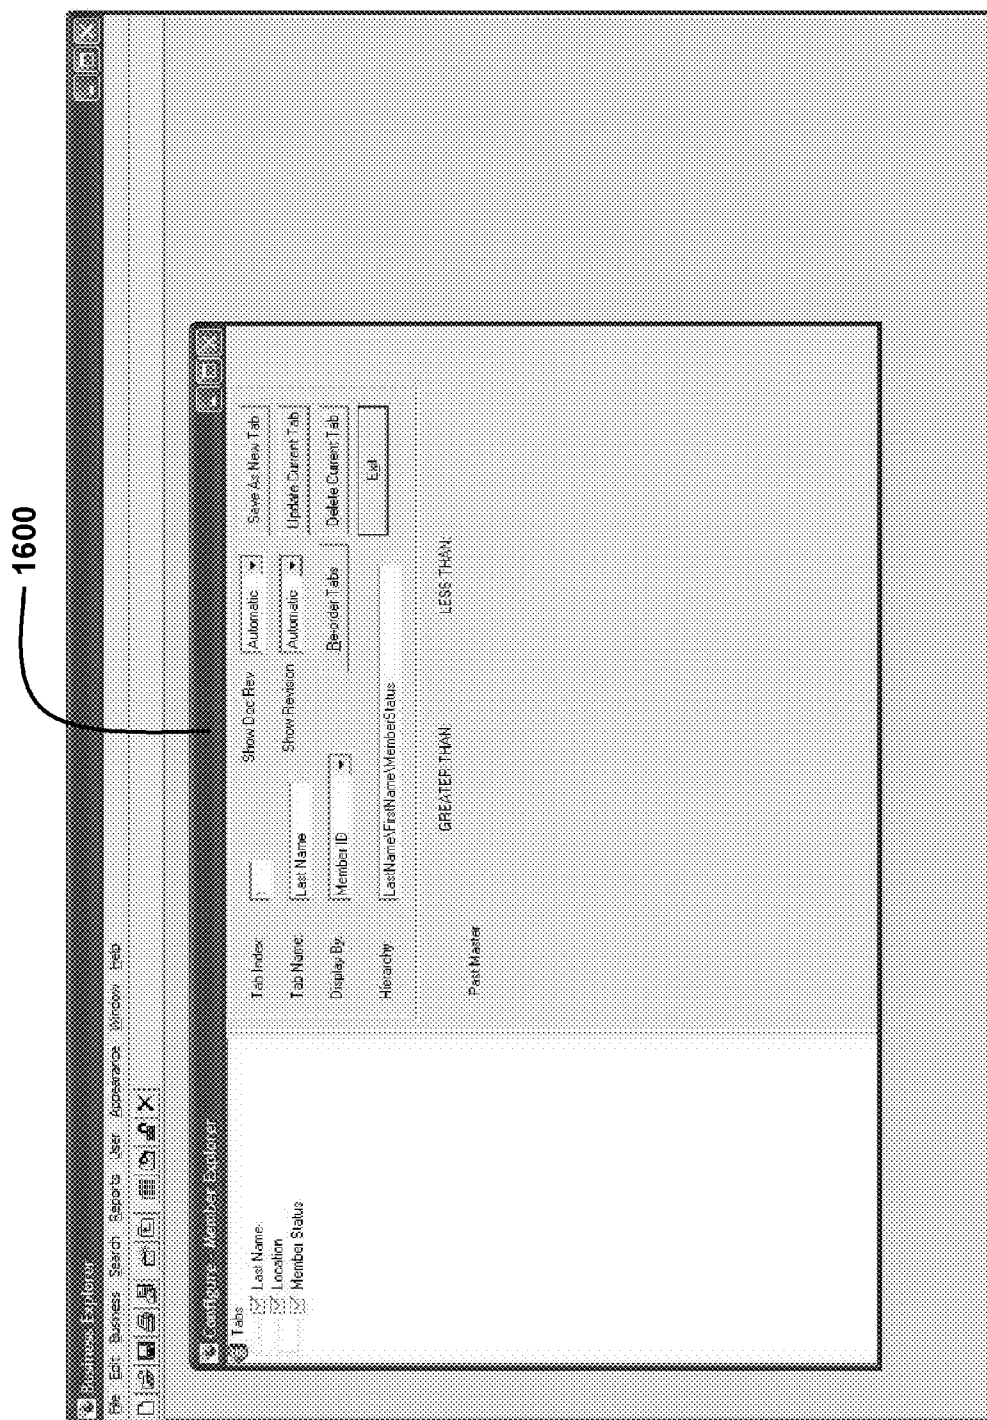 1600
Business Explorer
File Edit Business Search Reports User Appearance Window Help
Configure - Member Explorer
Tabs
Last Name
Location
Member Status
Tab Index:
Show Doc Rev Automatic
Save As New Tab
Tab Name: Last Name
Show Revision Automatic
Update Current Tab
Display By: Member ID
Re-order Tabs
Delete Current Tab
Hierarchy LastName\FirstName\MemberStatus
Exit
GREATER THAN: LESS THAN:
Past Master